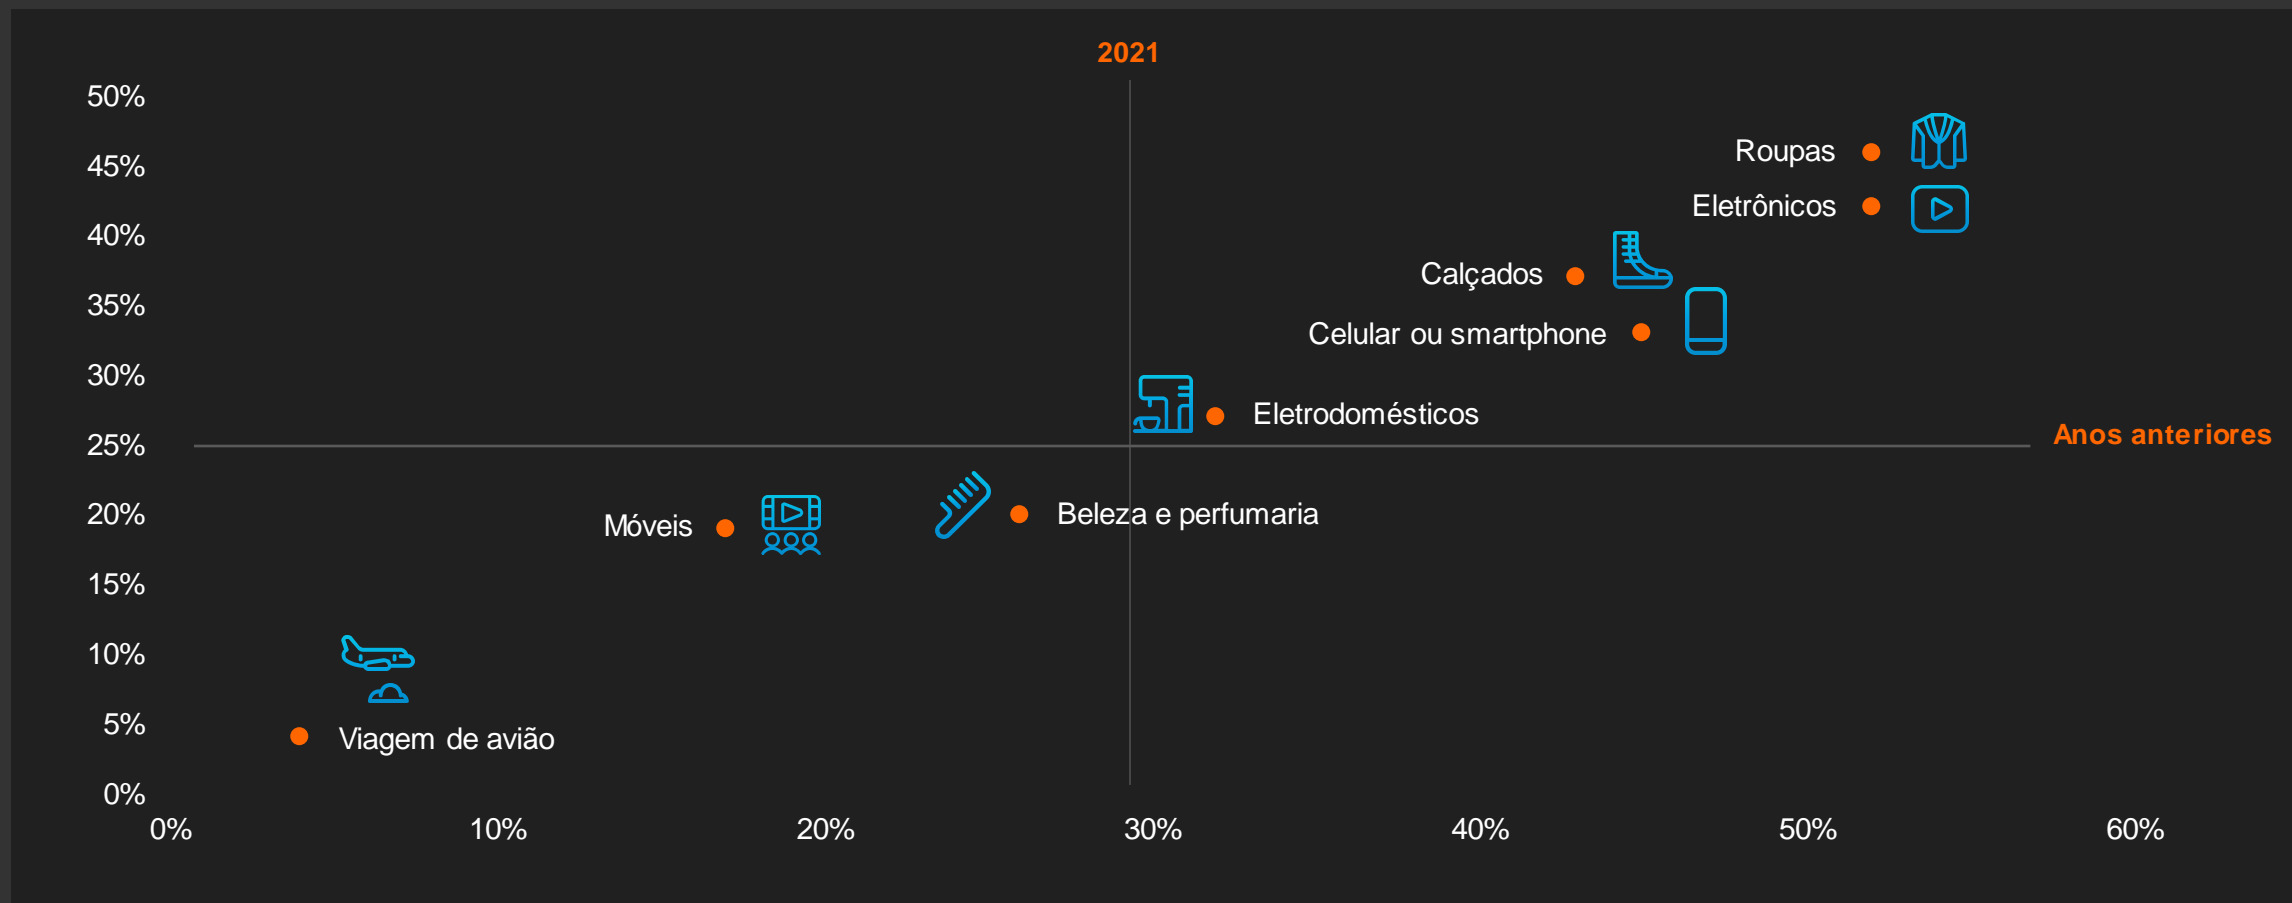 2021
50%
45%
40%
35%
30%
25%
20%
15%
10%
5%
0%
Roupas
Eletrônicos
Calçados
Celular ou smartphone
Eletrodomésticos
Anos anteriores
Beleza e perfumaria
Móveis
Viagem de avião
0% 10% 20% 30% 40% 50% 60%